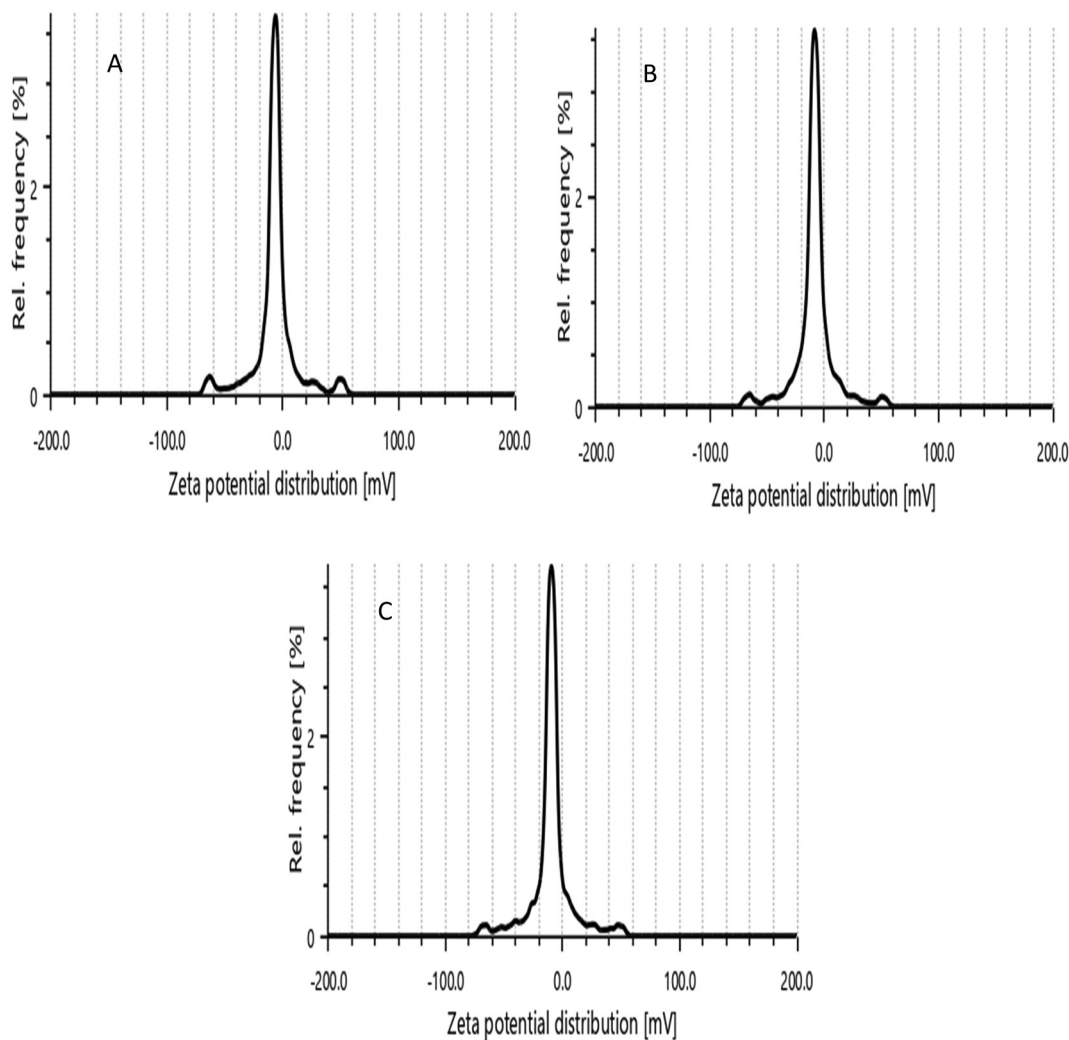 A
Rel. frequency [%]
2
0
-200.0 -100.0 0.0 100.0 200.0
Zeta potential distribution [mV]
B
Rel. frequency [%]
2
0
-200.0 -100.0 0.0 100.0 200.0
Zeta potential distribution [mV]
C
Rel. frequency [%]
2
0
-200.0 -100.0 0.0 100.0 200.0
Zeta potential distribution [mV]